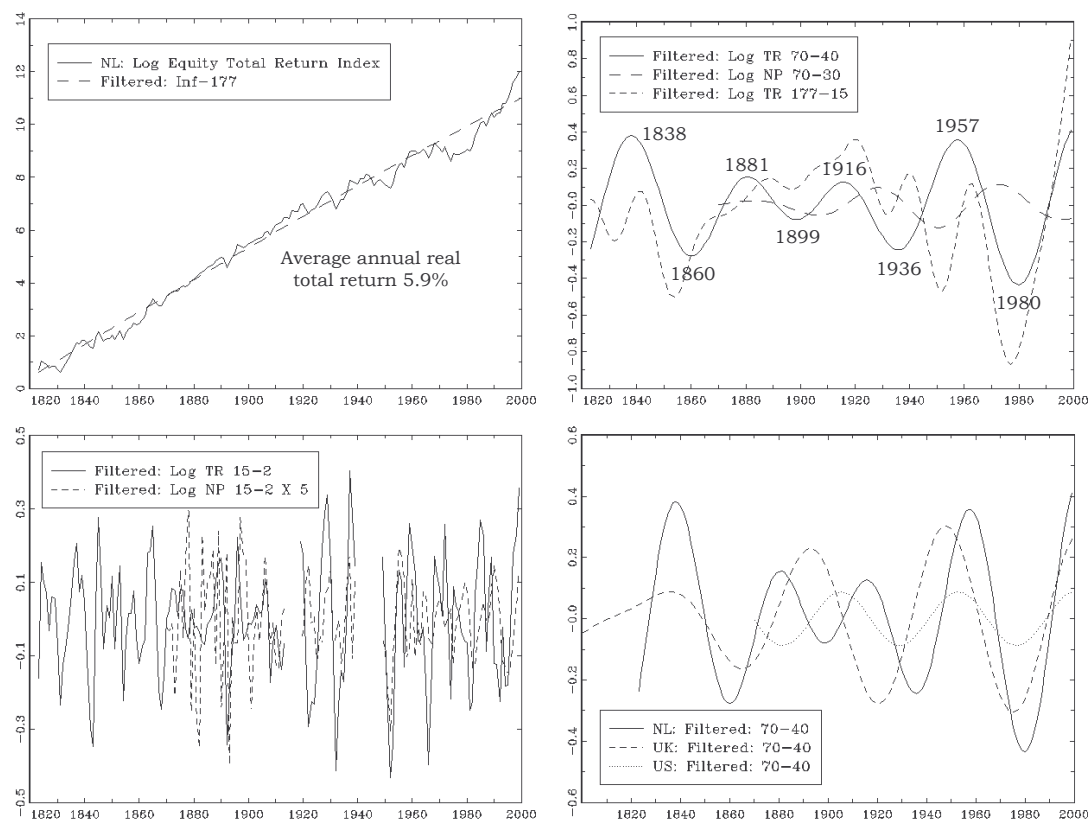 14
12
10
8
6
4
2
0
NL: Log Equity Total Return Index
Filtered: Inf-177
Average annual real
total return 5.9%
1820 1840 1860 1880 1900 1920 1940 1960 1980 2000
1.0
0.8
0.6
0.4
0.2
-0.0
-0.2
-0.4
-0.6
-0.8
-1.0
Filtered: Log TR 70-40
Filtered: Log NP 70-30
Filtered: Log TR 177-15
1838
1881
1916
1957
1860
1899
1936
1980
1820 1840 1860 1880 1900 1920 1940 1960 1980 2000
0.5
0.3
0.1
-0.1
-0.3
-0.5
Filtered: Log TR 15-2
Filtered: Log NP 15-2 X 5
1820 1840 1860 1880 1900 1920 1940 1960 1980 2000
0.6
0.4
0.2
-0.0
-0.2
-0.4
-0.6
NL: Filtered: 70-40
UK: Filtered: 70-40
US: Filtered: 70-40
1820 1840 1860 1880 1900 1920 1940 1960 1980 2000